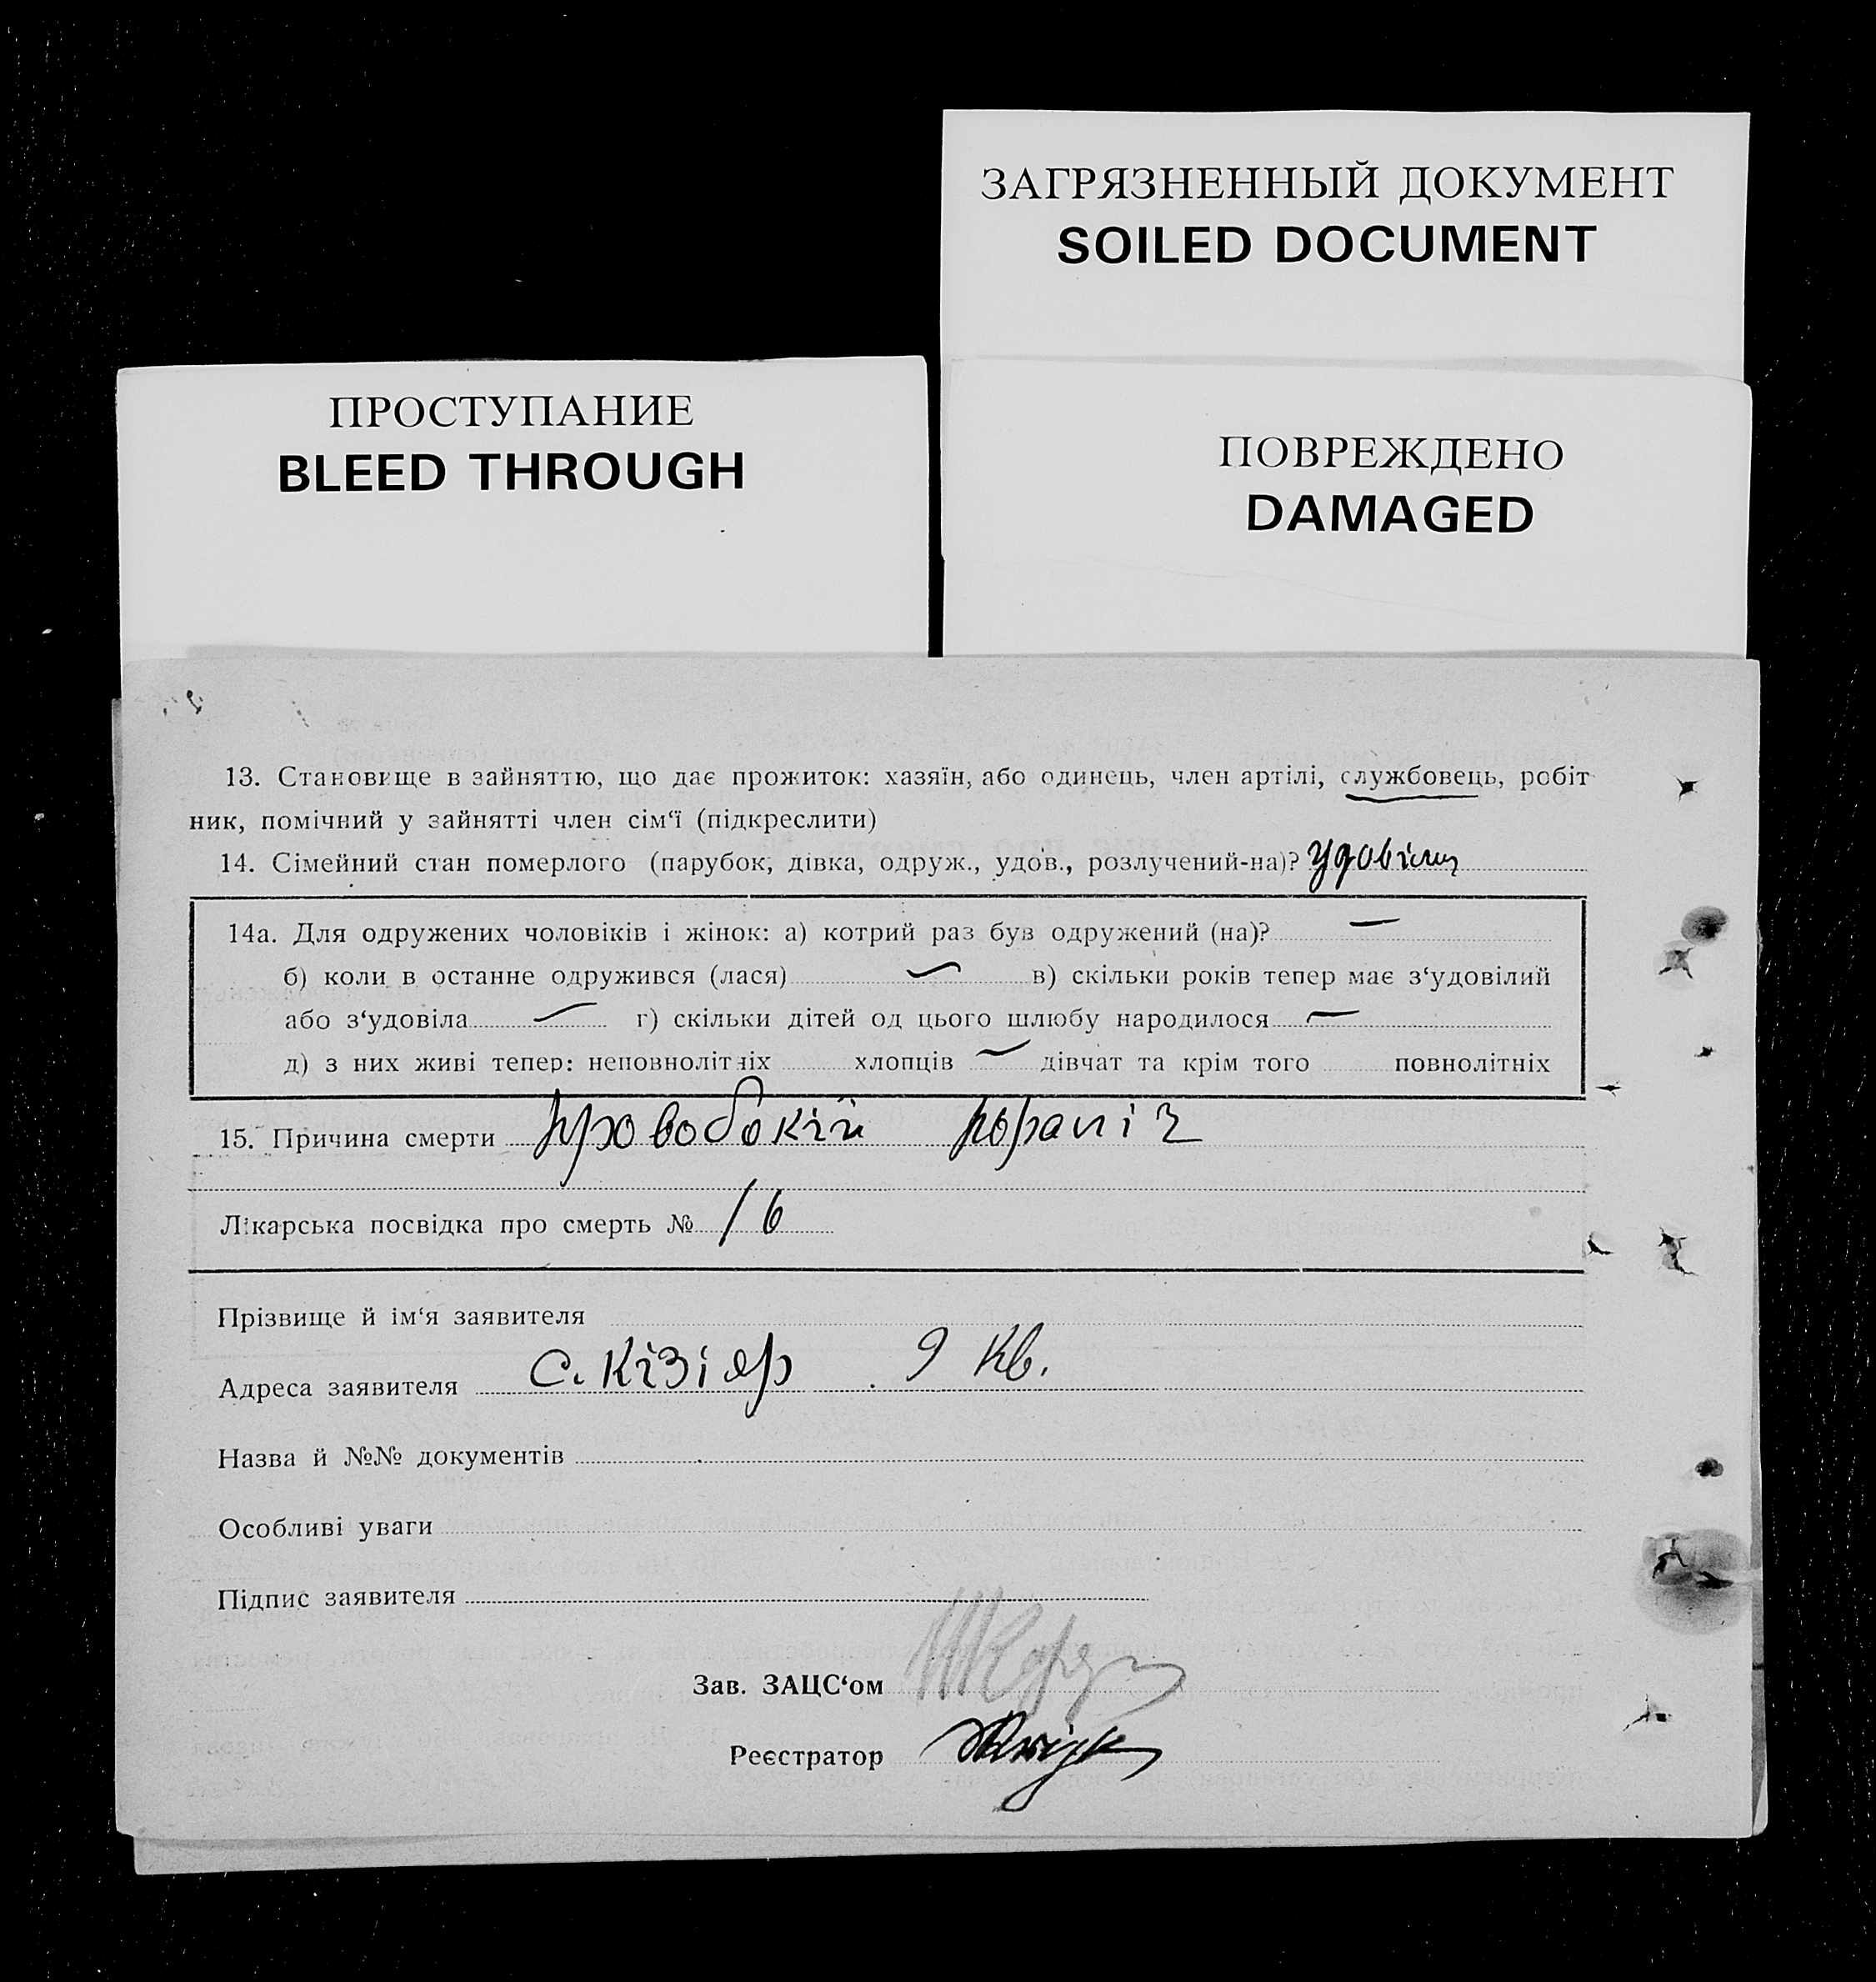 ЗАГРЯЗНЕННЫЙ ДОКУМЕНТ
SOILED DOCUMENT
ПРОСТУПАНИЕ
BLEED THROUGH
ПОВРЕЖДЕНО
DAMAGED
13. Становище в зайняттю, що дає прожиток: хазяїн, або одинець, член артілі, службовець, робіт
ник, помічний у зайнятті член сім‘ї (підкреслити)
14. Сімейний стан померлого (парубок, дівка, одруж., удов., розлучений-на)?
14а. Для одружених чоловіків і жінок: а) котрий раз був одружений (на)? —
б) коли в останнє одружився (лася) — в) скільки років тепер має з‘удовілий
або з‘удовіла — г) скільки дітей од цього шлюбу народилося —
д) з них живі тепер: неповнолітніх хлопців — дівчат та крім того повнолітніх
15. Причина смерти
Лікарська посвідка про смерть № 16
Прізвище й ім‘я заявителя
Адреса заявителя с. Кізіяр 9 кв.
Назва й №№ документів
Особливі уваги
Підпис заявителя
Зав. ЗАЦС‘ом
Реєстратор